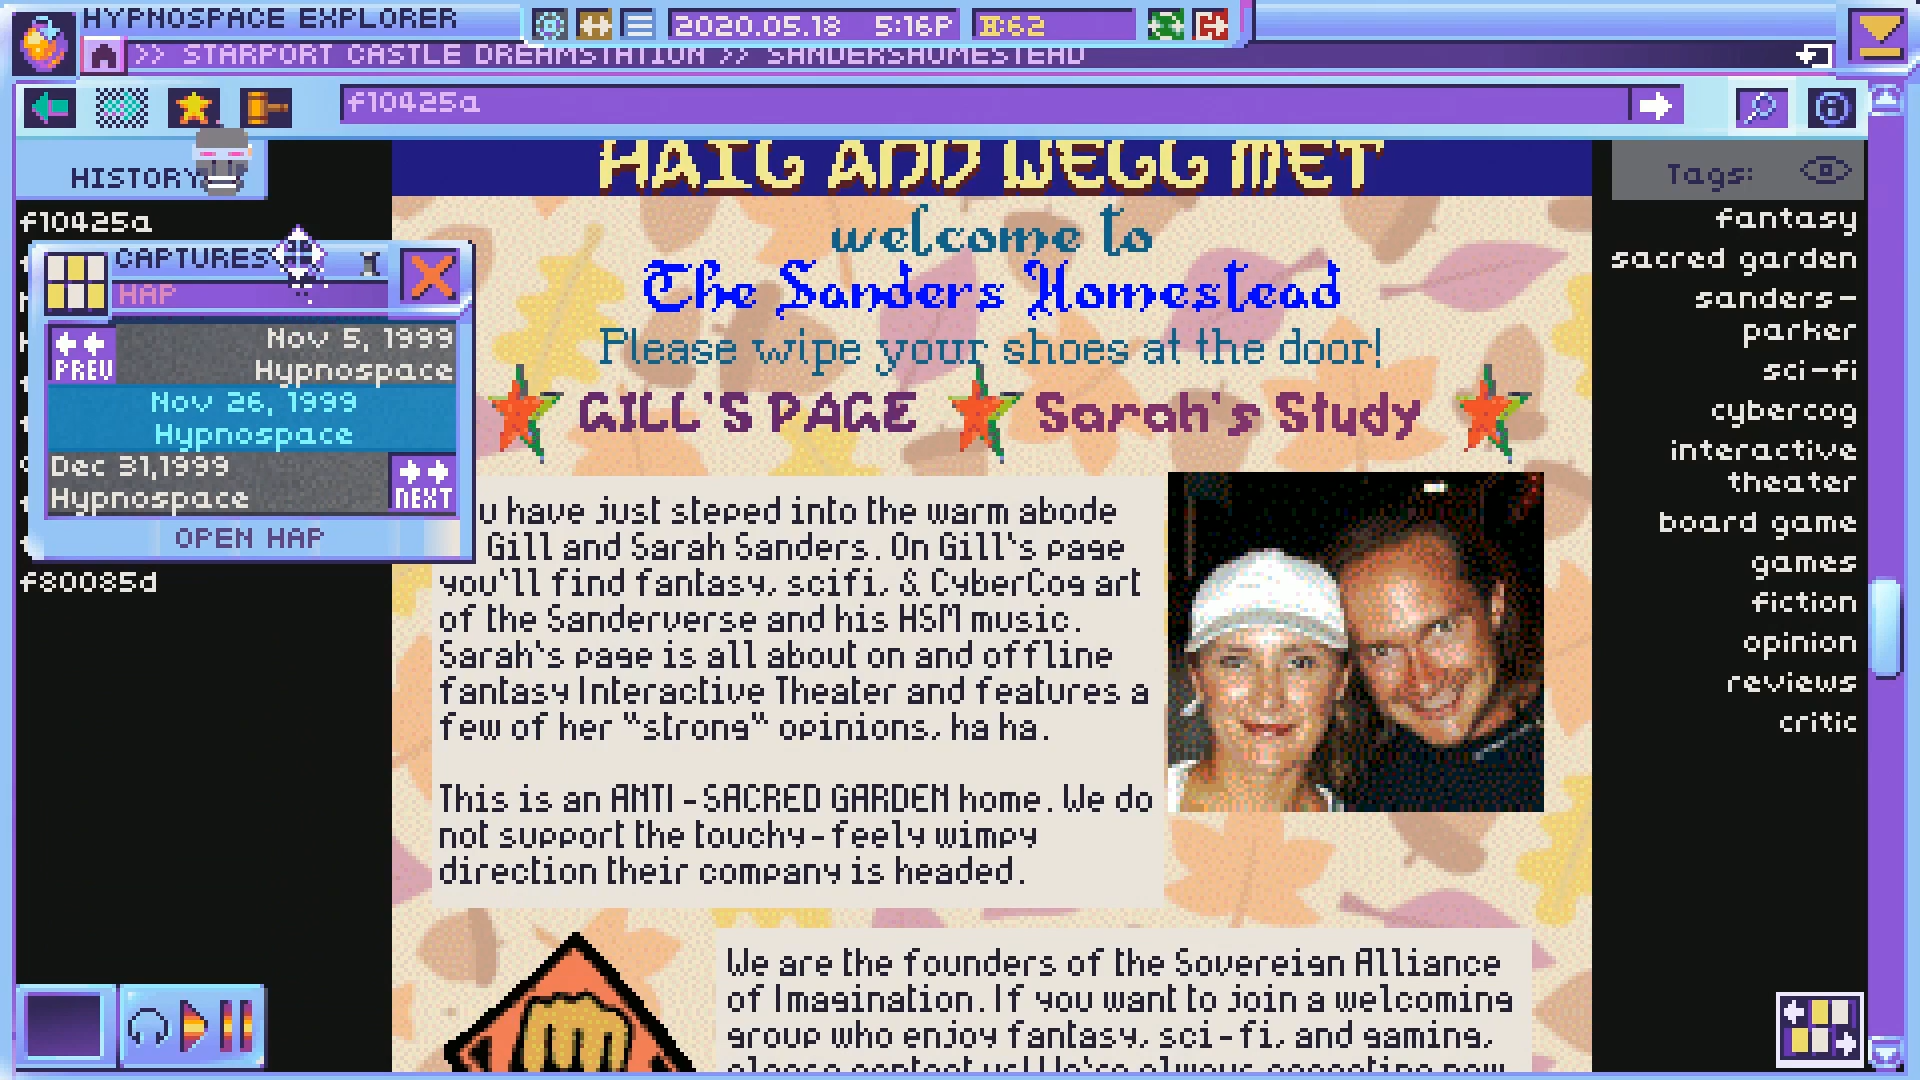 HYPNOSPACE EXPLORER
2020.05.18 5:16P
62
>> STARPORT CASTLE DREAMSTATION >> SANDERSHOMESTEAD
f10425a
HISTORY
f10425a
CAPTURES
HAP
PREV
Nov 5, 1999
Hypnospace
Nov 26, 1999
Hypnospace
Dec 31,1999
Hypnospace
NEXT
OPEN HAP
f80085d
HAIL AND WELL MET
welcome to
The Sanders Homestead
Please wipe your shoes at the door!
GILL'S PAGE Sarah's Study
u have just steped into the warm abode
Gill and Sarah Sanders. On Gill's page
you'll find fantasy, scifi, & CyberCog art
of the Sanderverse and his HSM music.
Sarah's page is all about on and offline
fantasy Interactive Theater and features a
few of her "strong" opinions, ha ha.
This is an ANTI-SACRED GARDEN home. We do
not support the touchy-feely wimpy
direction their company is headed.
We are the founders of the Sovereign Alliance
of Imagination. If you want to join a welcoming
group who enjoy fantasy, sci-fi, and gaming,
please contact us! We're always accepting new
Tags:
fantasy
sacred garden
sanders-
parker
sci-fi
cybercog
interactive
theater
board game
games
fiction
opinion
reviews
critic